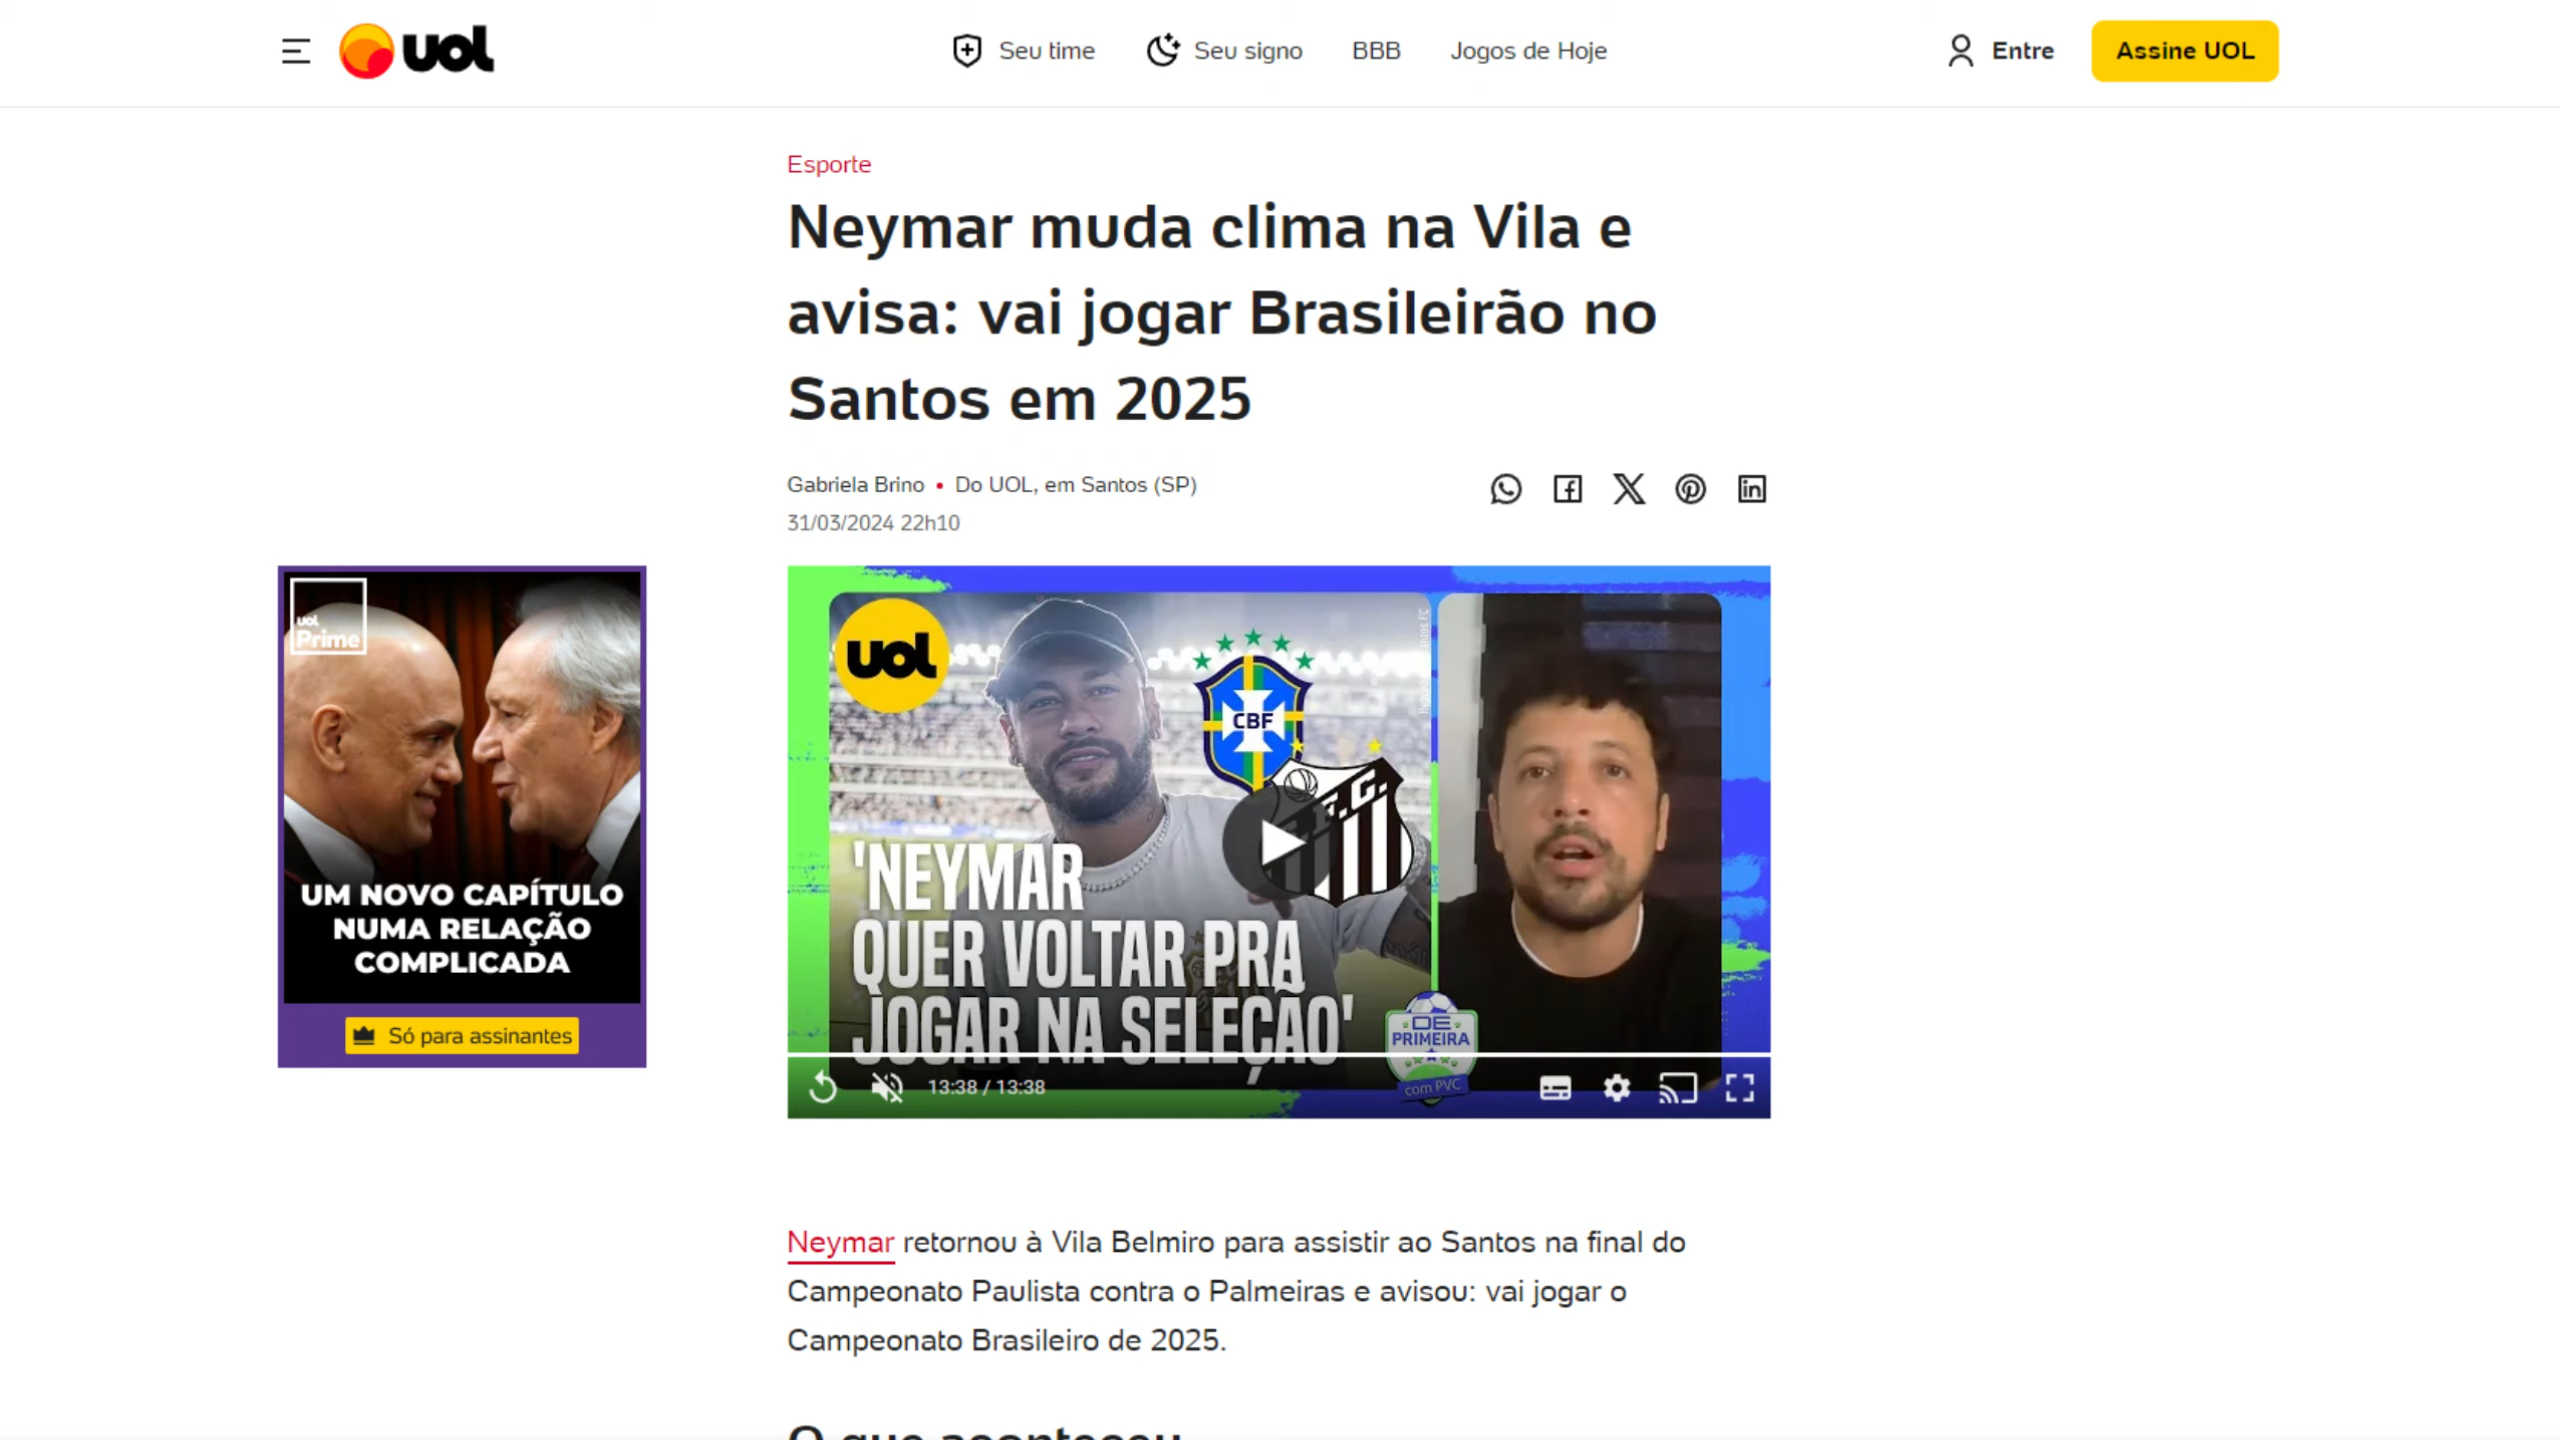 uol
Seu time
Seu signo
BBB
Jogos de Hoje
Entre
Assine UOL
Esporte
Neymar muda clima na Vila e
avisa: vai jogar Brasileirão no
Santos em 2025
Gabriela Brino • Do UOL, em Santos (SP)
31/03/2024 22h10
uol
Prime
UM NOVO CAPÍTULO
NUMA RELAÇÃO
COMPLICADA
Só para assinantes
uol
CBF
F.C.
'NEYMAR
QUER VOLTAR PRA
JOGAR NA SELEÇÃO'
DE
PRIMEIRA
com PVC
13:38 / 13:38
Neymar retornou à Vila Belmiro para assistir ao Santos na final do
Campeonato Paulista contra o Palmeiras e avisou: vai jogar o
Campeonato Brasileiro de 2025.
O que aconteceu